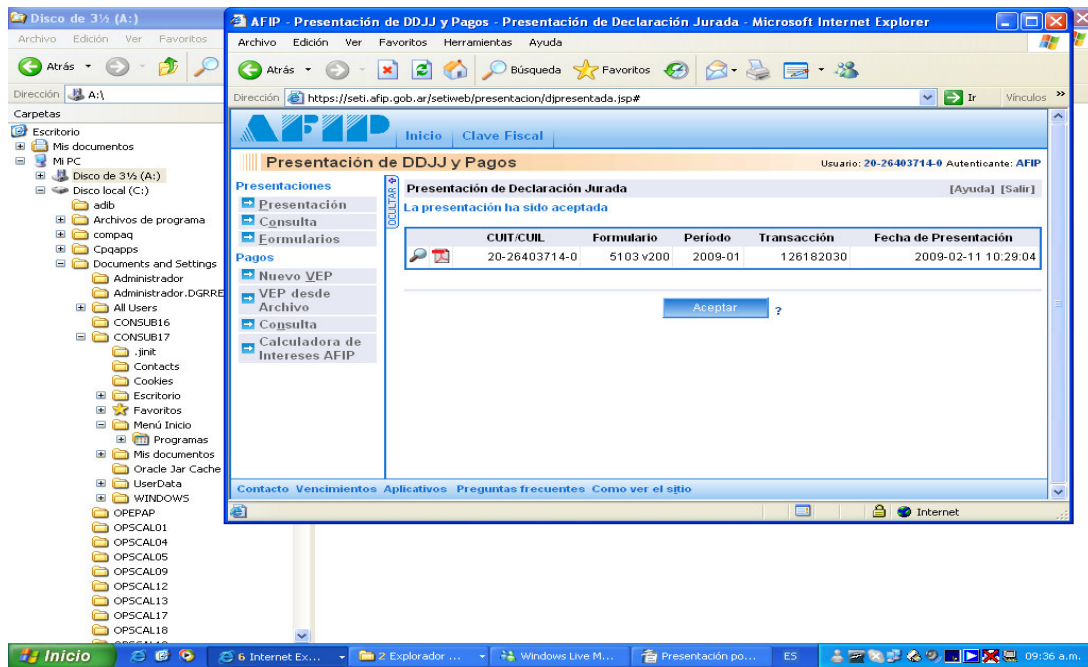 Disco de 3½ (A:)
Archivo Edición Ver Favoritos
Atrás
Dirección A:\
Carpetas
Escritorio
Mis documentos
Mi PC
Disco de 3½ (A:)
Disco local (C:)
adib
Archivos de programa
compaq
Cpqapps
Documents and Settings
Administrador
Administrador.DGRRE
All Users
CONSUB16
CONSUB17
.jinit
Contacts
Cookies
Escritorio
Favoritos
Menú Inicio
Programas
Mis documentos
Oracle Jar Cache
UserData
WINDOWS
OPEPAP
OPSCAL01
OPSCAL04
OPSCAL05
OPSCAL09
OPSCAL12
OPSCAL13
OPSCAL17
OPSCAL18
AFIP - Presentación de DDJJ y Pagos - Presentación de Declaración Jurada - Microsoft Internet Explorer
Archivo Edición Ver Favoritos Herramientas Ayuda
Atrás Búsqueda Favoritos
Dirección https://seti.afip.gob.ar/setiweb/presentacion/djpresentada.jsp# Ir Vínculos »
AFIP Inicio Clave Fiscal
Presentación de DDJJ y Pagos Usuario: 20-26403714-0 Autenticante: AFIP
Presentaciones
Presentación
Consulta
Formularios
Pagos
Nuevo VEP
VEP desde
Archivo
Consulta
Calculadora de
Intereses AFIP
OCULTAR
Presentación de Declaración Jurada [Ayuda] [Salir]
La presentación ha sido aceptada
CUIT/CUIL Formulario Período Transacción Fecha de Presentación
20-26403714-0 5103 v200 2009-01 126182030 2009-02-11 10:29:04
Aceptar ?
Contacto Vencimientos Aplicativos Preguntas frecuentes Como ver el sitio
Internet
Inicio 6 Internet Ex... 2 Explorador ... Windows Live M... Presentación po... ES 09:36 a.m.